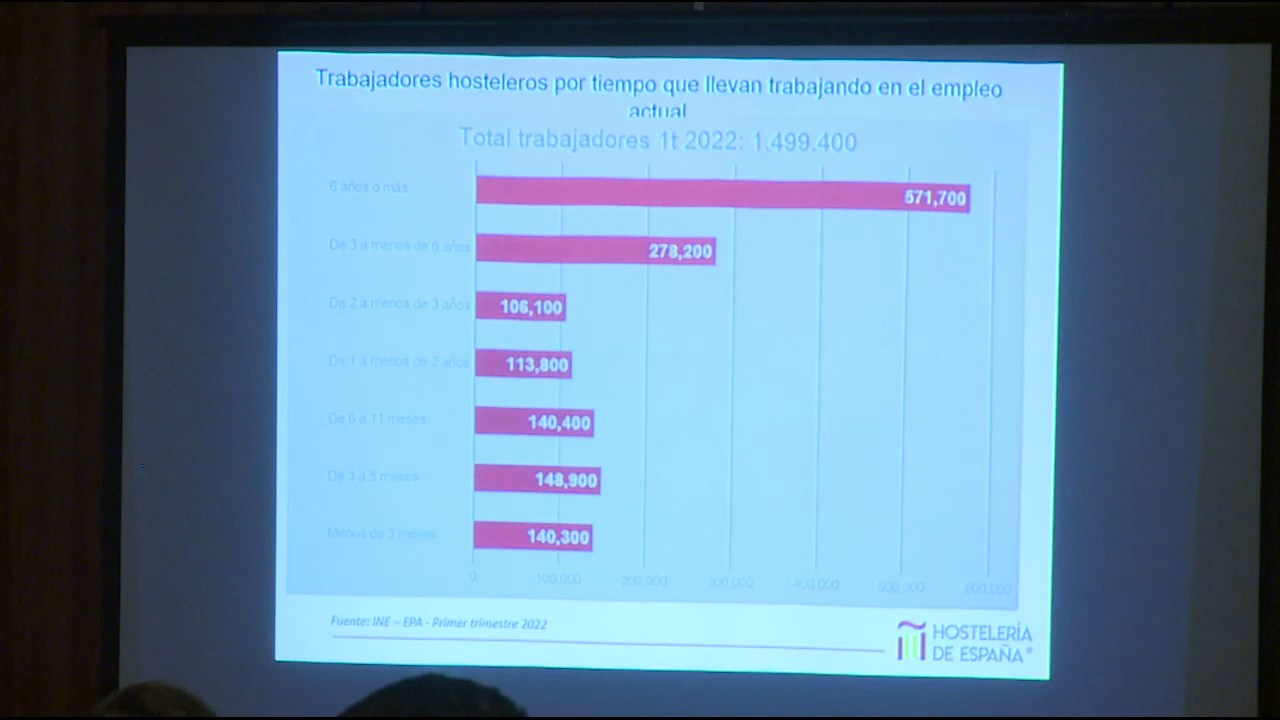 Trabajadores hosteleros por tiempo que llevan trabajando en el empleo
actual
Total trabajadores 1t 2022: 1.499.400
6 años o más 571,700
De 3 a menos de 6 años 278,200
De 2 a menos de 3 años 106,100
De 1 a menos de 2 años 113,800
De 6 a 11 meses 140,400
De 3 a 5 meses 148,900
Menos de 3 meses 140,300
0 100,000 200,000 300,000 400,000 500,000 600,000
Fuente: INE – EPA - Primer trimestre 2022
HOSTELERÍA
DE ESPAÑA